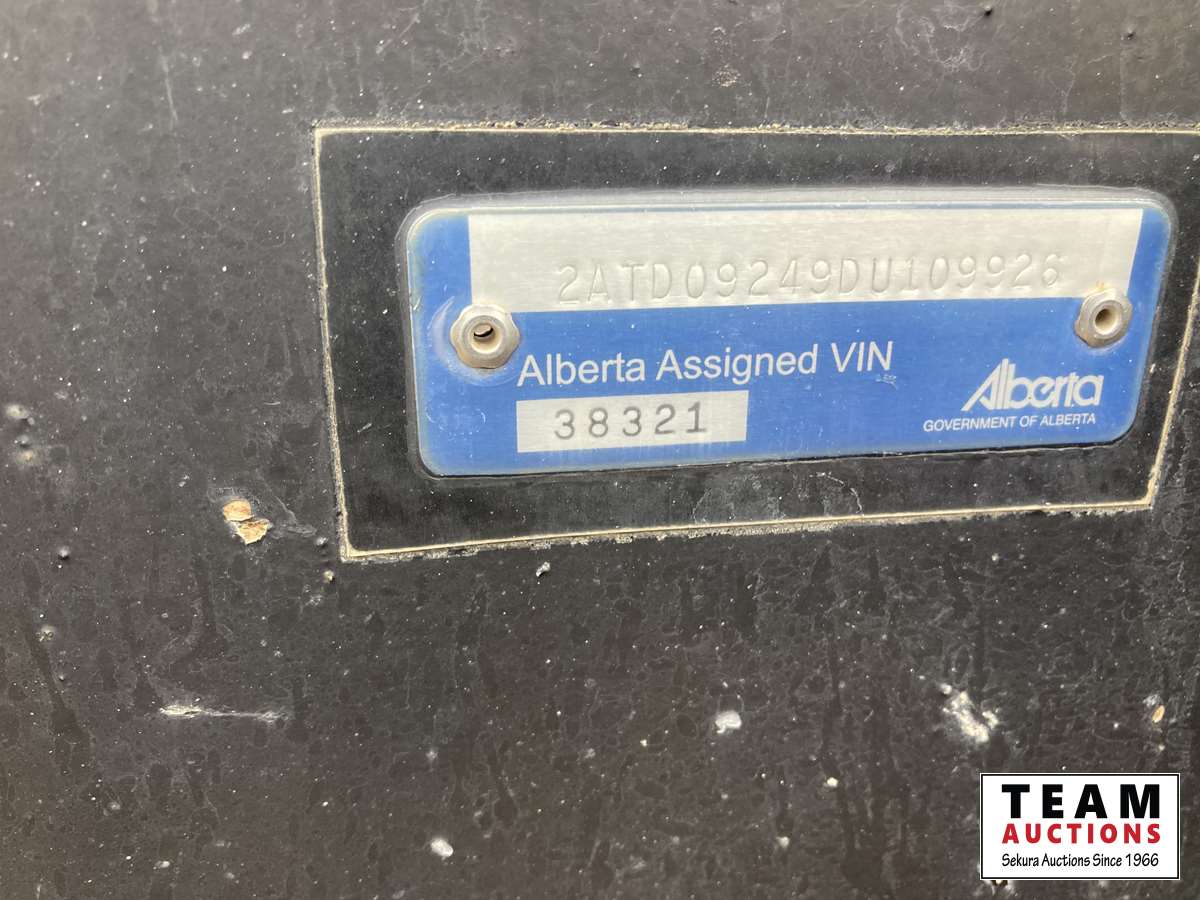 2ATD09249DU109926
Alberta Assigned VIN
38321
Alberta
GOVERNMENT OF ALBERTA
TEAM
AUCTIONS
Sekura Auctions Since 1966